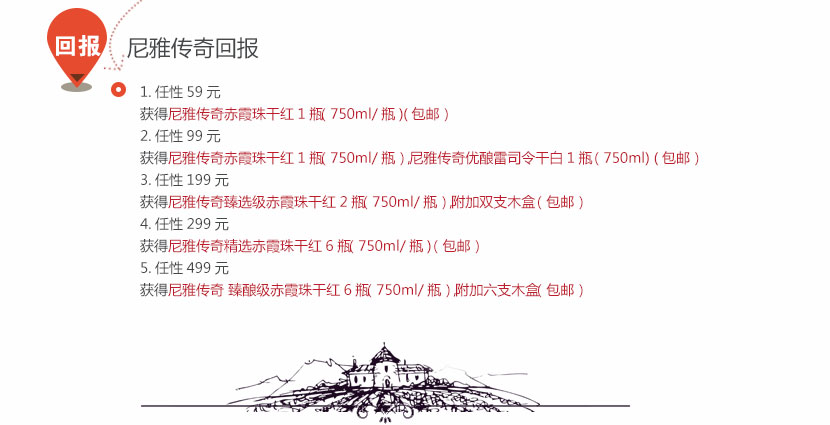 回报
尼雅传奇回报
1. 任性 59 元
获得尼雅传奇赤霞珠干红 1 瓶( 750ml/ 瓶 )( 包邮 )
2. 任性 99 元
获得尼雅传奇赤霞珠干红 1 瓶( 750ml/ 瓶 ),尼雅传奇优酿雷司令干白 1 瓶 ( 750ml) ( 包邮 )
3. 任性 199 元
获得尼雅传奇臻选级赤霞珠干红 2 瓶( 750ml/ 瓶 ),附加双支木盒( 包邮 )
4. 任性 299 元
获得尼雅传奇精选赤霞珠干红 6 瓶( 750ml/ 瓶 )( 包邮 )
5. 任性 499 元
获得尼雅传奇 臻酿级赤霞珠干红 6 瓶( 750ml/ 瓶 ),附加六支木盒( 包邮 )